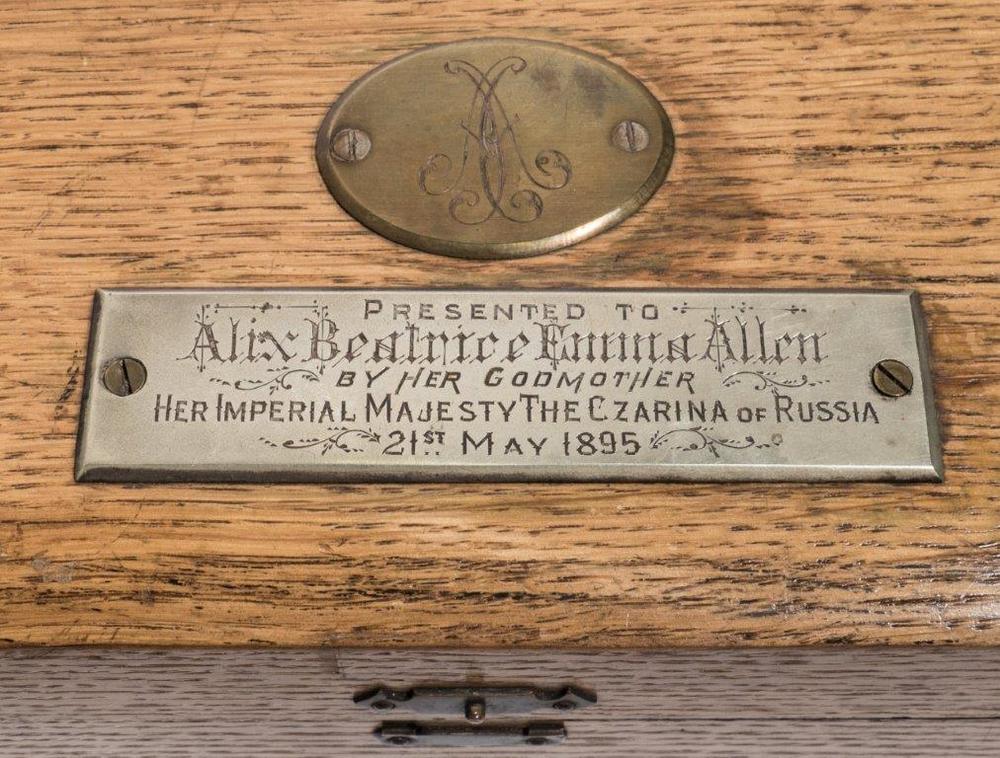 PRESENTED TO
Alix Beatrice Emma Allen
BY HER GODMOTHER
HER IMPERIAL MAJESTY THE CZARINA OF RUSSIA
21ST MAY 1895